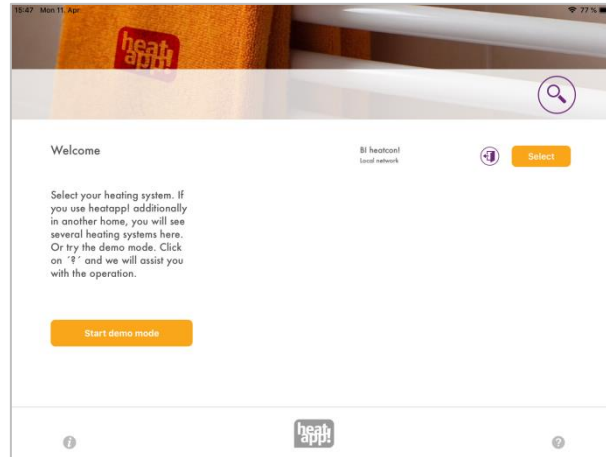 15:47 Mon 11. Apr.
77 %
heat
app!
Welcome
BI heatcon!
Local network
Select
Select your heating system. If
you use heatapp! additionally
in another home, you will see
several heating systems here.
Or try the demo mode. Click
on ´?´ and we will assist you
with the operation.
Start demo mode
i
heat
app!
?